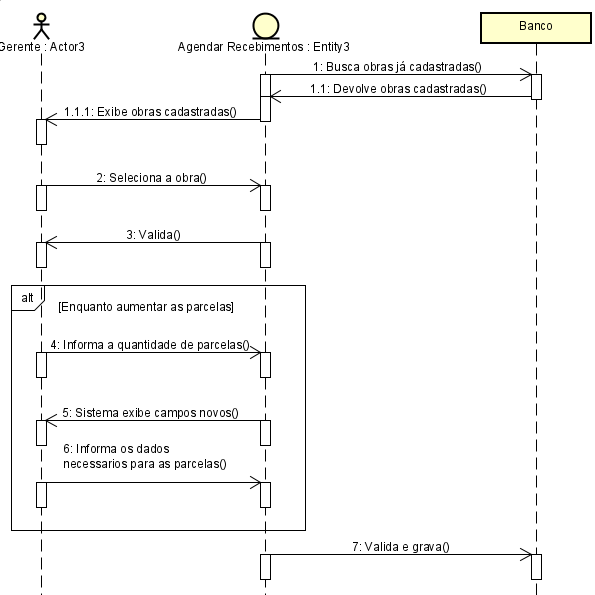 Gerente : Actor3
Agendar Recebimentos : Entity3
Banco
1: Busca obras já cadastradas()
1.1: Devolve obras cadastradas()
1.1.1: Exibe obras cadastradas()
2: Seleciona a obra()
3: Valida()
alt
[Enquanto aumentar as parcelas]
4: Informa a quantidade de parcelas()
5: Sistema exibe campos novos()
6: Informa os dados
necessarios para as parcelas()
7: Valida e grava()